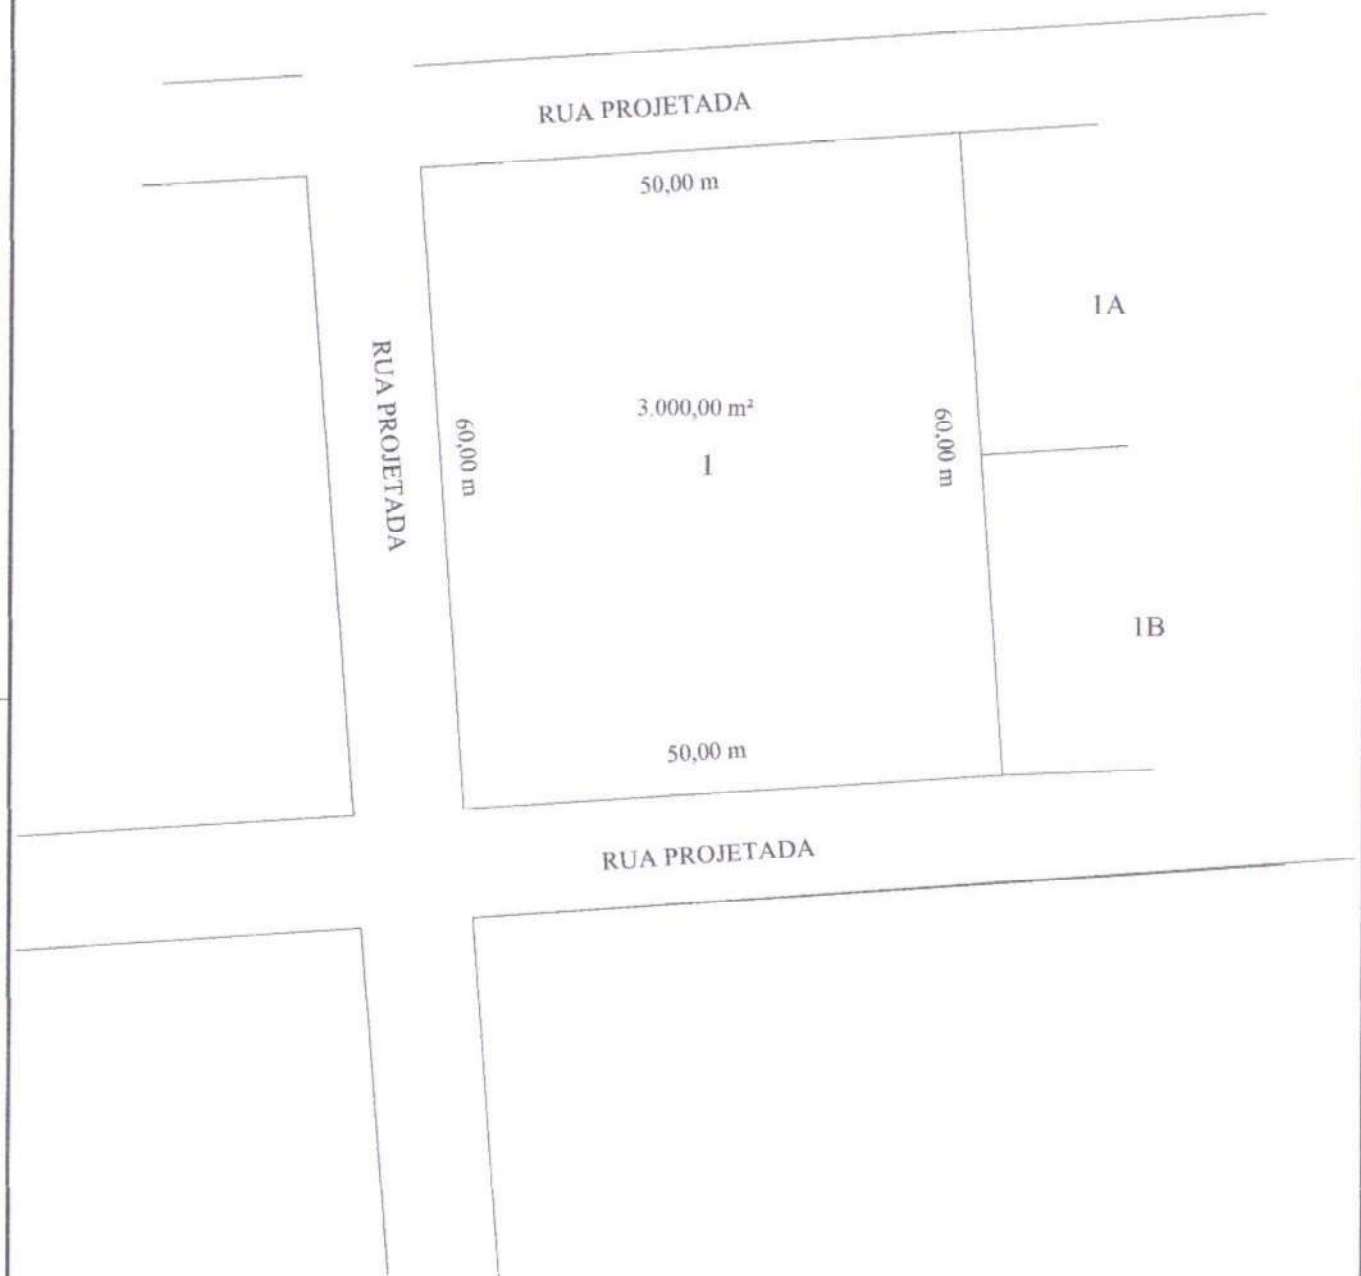 RUA PROJETADA
50,00 m
1A
RUA PROJETADA
60,00 m
3.000,00 m²
60,00 m
1
1B
50,00 m
RUA PROJETADA